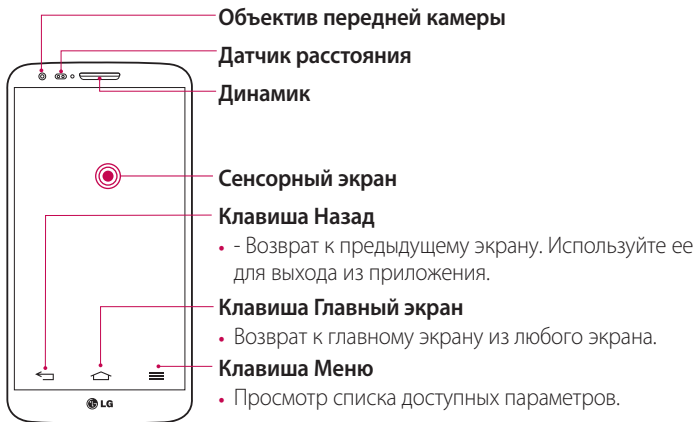 Объектив передней камеры
Датчик расстояния
Динамик
Сенсорный экран
Клавиша Назад
• - Возврат к предыдущему экрану. Используйте ее
для выхода из приложения.
Клавиша Главный экран
• Возврат к главному экрану из любого экрана.
Клавиша Меню
• Просмотр списка доступных параметров.
LG